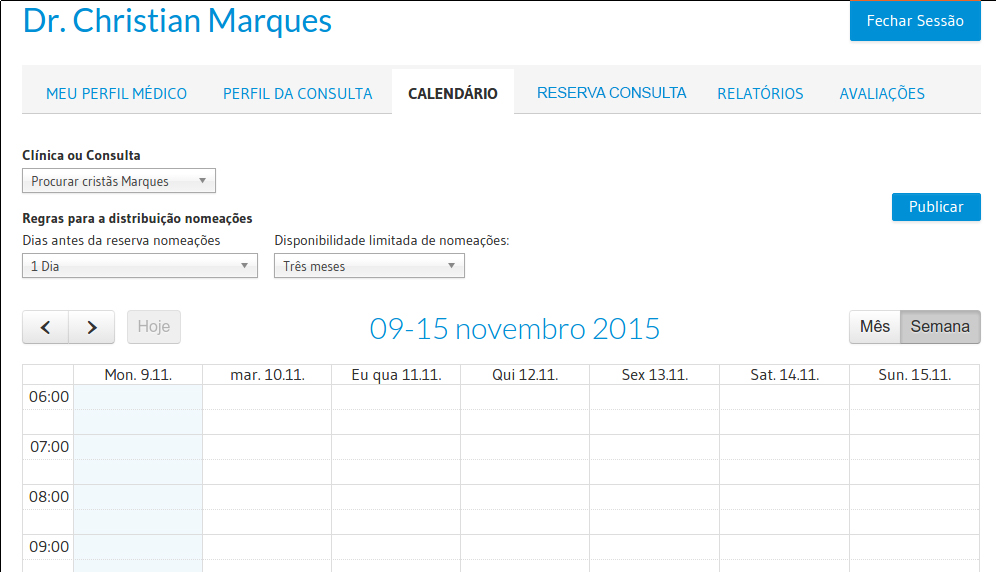 Dr. Christian Marques
Fechar Sessão
MEU PERFIL MÉDICO PERFIL DA CONSULTA CALENDÁRIO RESERVA CONSULTA RELATÓRIOS AVALIAÇÕES
Clínica ou Consulta
Procurar cristãs Marques
Publicar
Regras para a distribuição nomeações
Dias antes da reserva nomeações Disponibilidade limitada de nomeações:
1 Dia Três meses
Hoje 09-15 novembro 2015 Mês Semana
Mon. 9.11. mar. 10.11. Eu qua 11.11. Qui 12.11. Sex 13.11. Sat. 14.11. Sun. 15.11.
06:00
07:00
08:00
09:00